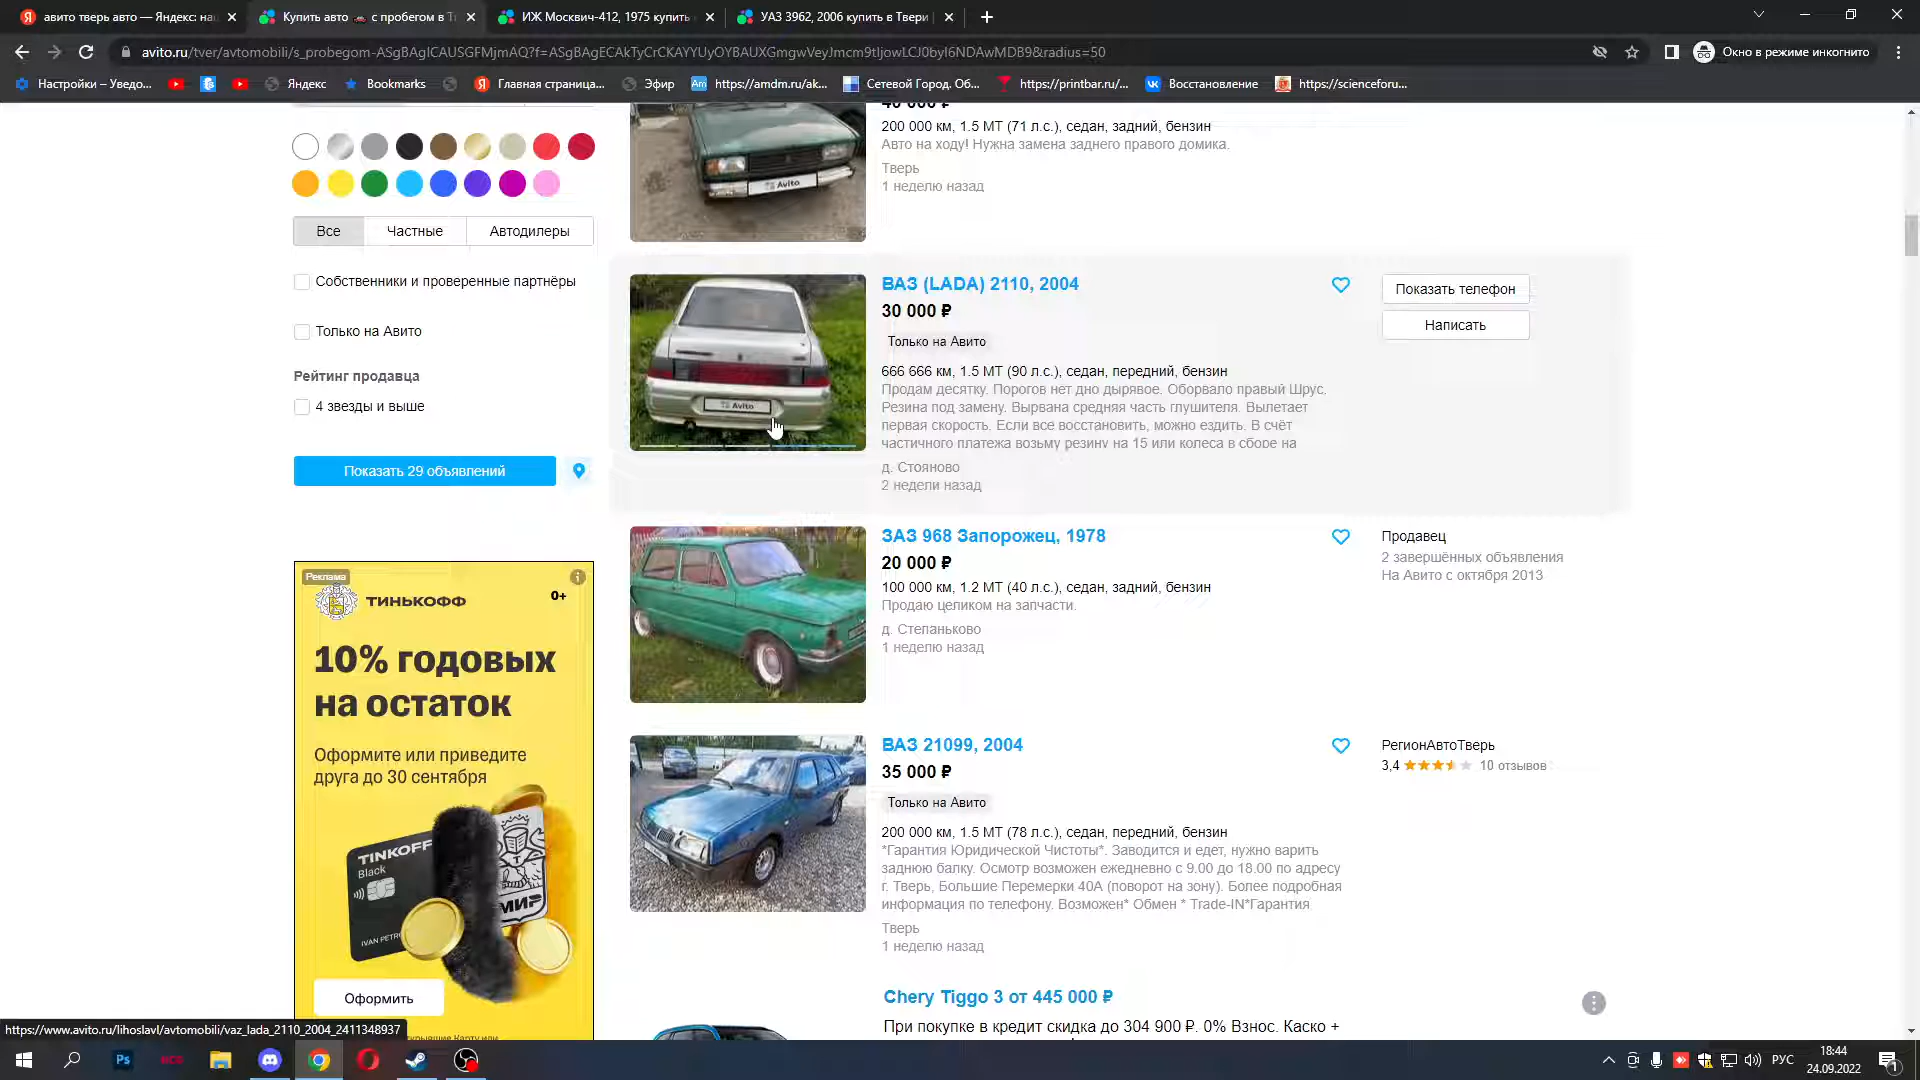 авито тверь авто — Яндекс: на
Купить авто 🚗 с пробегом в Т
ИЖ Москвич-412, 1975 купить
УАЗ 3962, 2006 купить в Твери
avito.ru/tver/avtomobili/s_probegom-ASgBAgICAUSGFMjmAQ?f=ASgBAgECAkTyCrCKAYYUyOYBAUXGmgwVeyJmcm9tIjowLCJ0byI6NDAwMDB9&radius=50
Окно в режиме инкогнито
Настройки – Уведо...
Яндекс
Bookmarks
Главная страница...
Эфир
https://amdm.ru/ak...
Сетевой Город. Об...
https://printbar.ru/...
Восстановление
https://scienceforu...
Все
Частные
Автодилеры
Собственники и проверенные партнёры
Только на Авито
Рейтинг продавца
4 звезды и выше
Показать 29 объявлений
Реклама
ТИНЬКОФФ
0+
10% годовых
на остаток
Оформите или приведите
друга до 30 сентября
TINKOFF
Black
МИР
Оформить
40 000 ₽
200 000 км, 1.5 MT (71 л.с.), седан, задний, бензин
Авто на ходу! Нужна замена заднего правого домика.
Тверь
1 неделю назад
Avito
ВАЗ (LADA) 2110, 2004
30 000 ₽
Только на Авито
666 666 км, 1.5 MT (90 л.с.), седан, передний, бензин
Продам десятку. Порогов нет дно дырявое. Оборвало правый Шрус.
Резина под замену. Вырвана средняя часть глушителя. Вылетает
первая скорость. Если все восстановить, можно ездить. В счёт
частичного платежа возьму резину на 15 или колеса в сборе на
д. Стояново
2 недели назад
Avito
Показать телефон
Написать
ЗАЗ 968 Запорожец, 1978
20 000 ₽
100 000 км, 1.2 MT (40 л.с.), седан, задний, бензин
Продаю целиком на запчасти.
д. Степаньково
1 неделю назад
Продавец
2 завершённых объявления
На Авито с октября 2013
ВАЗ 21099, 2004
35 000 ₽
Только на Авито
200 000 км, 1.5 MT (78 л.с.), седан, передний, бензин
*Гарантия Юридической Чистоты*. Заводится и едет, нужно варить
заднюю балку. Осмотр возможен ежедневно с 9.00 до 18.00 по адресу
г. Тверь, Большие Перемерки 40А (поворот на зону). Более подробная
информация по телефону. Возможен* Обмен * Trade-IN*Гарантия
Тверь
1 неделю назад
РегионАвтоТверь
3,4
10 отзывов
Chery Tiggo 3 от 445 000 ₽
При покупке в кредит скидка до 304 900 ₽. 0% Взнос. Каско +
https://www.avito.ru/lihoslavl/avtomobili/vaz_lada_2110_2004_2411348937
Ps
РУС
18:44
24.09.2022
1